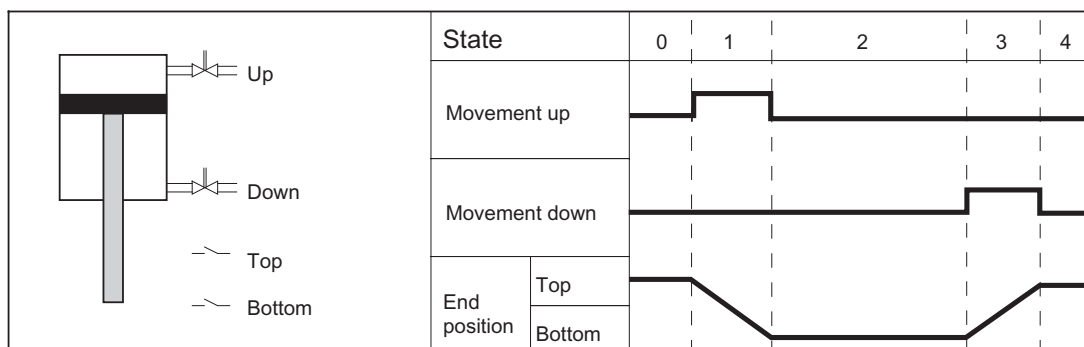 Up
Down
Top
Bottom
State 0 1 2 3 4
Movement up
Movement down
End
position
Top
Bottom